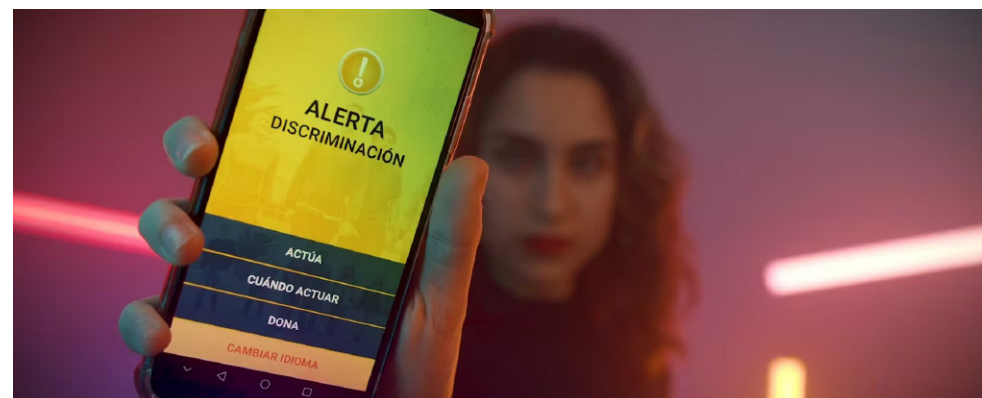 ALERTA
DISCRIMINACIÓN
ACTÚA
CUÁNDO ACTUAR
DONA
CAMBIAR IDIOMA